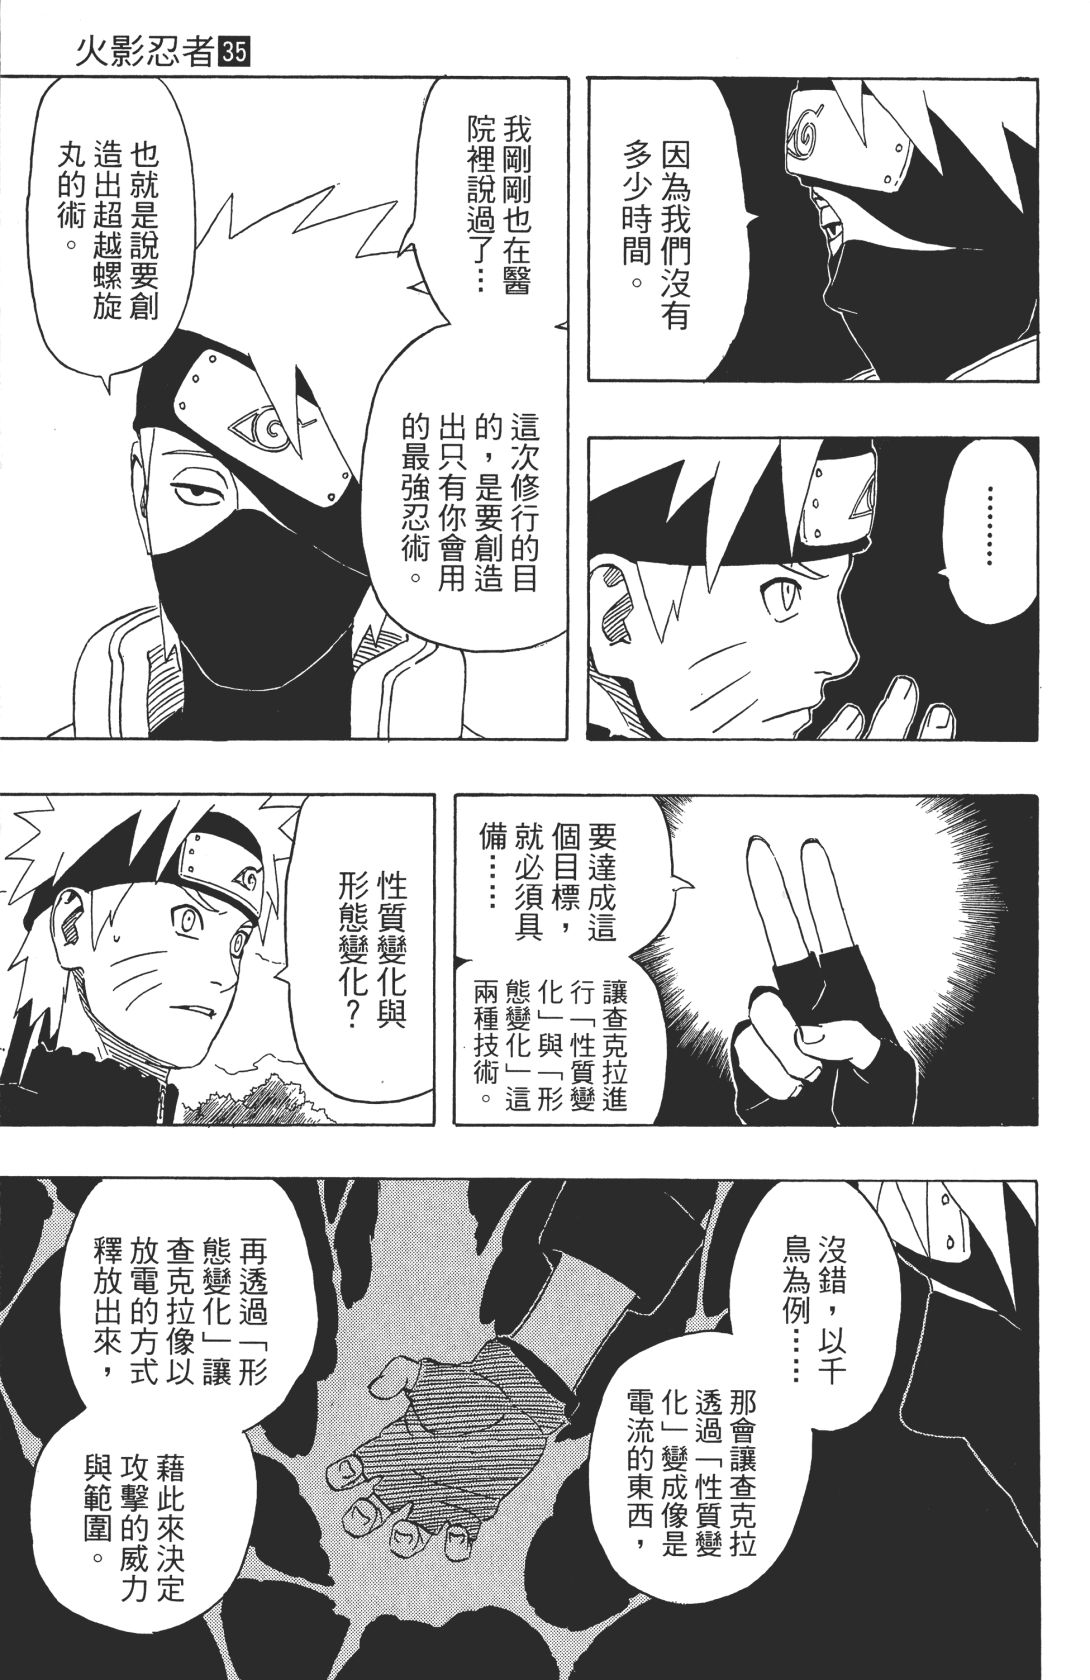 火影忍者35
因為我們沒有
多少時間。
………
我剛剛也在醫
院裡說過了…
這次修行的目
的，是要創造
出只有你會用
的最強忍術。
也就是說要創
造出超越螺旋
丸的術。
要達成這
個目標，
就必須具
備……
讓查克拉進
行「性質變
化」與「形
態變化」這
兩種技術。
性質變化與
形態變化？
沒錯，以千
鳥為例……
那會讓查克拉
透過「性質變
化」變成像是
電流的東西，
再透過「形
態變化」讓
查克拉像以
放電的方式
釋放出來，
藉此來決定
攻擊的威力
與範圍。